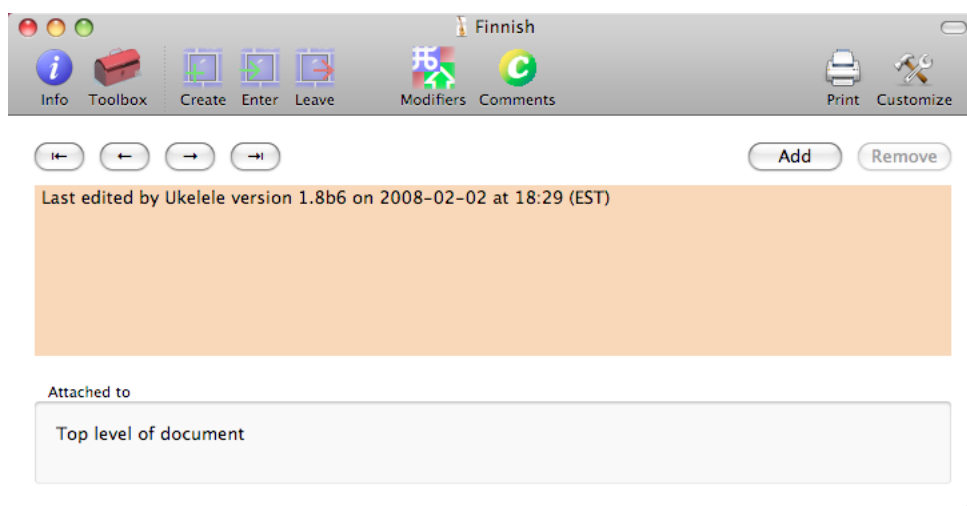 Finnish
Info Toolbox Create Enter Leave Modifiers Comments Print Customize
Add Remove
Last edited by Ukelele version 1.8b6 on 2008-02-02 at 18:29 (EST)
Attached to
Top level of document